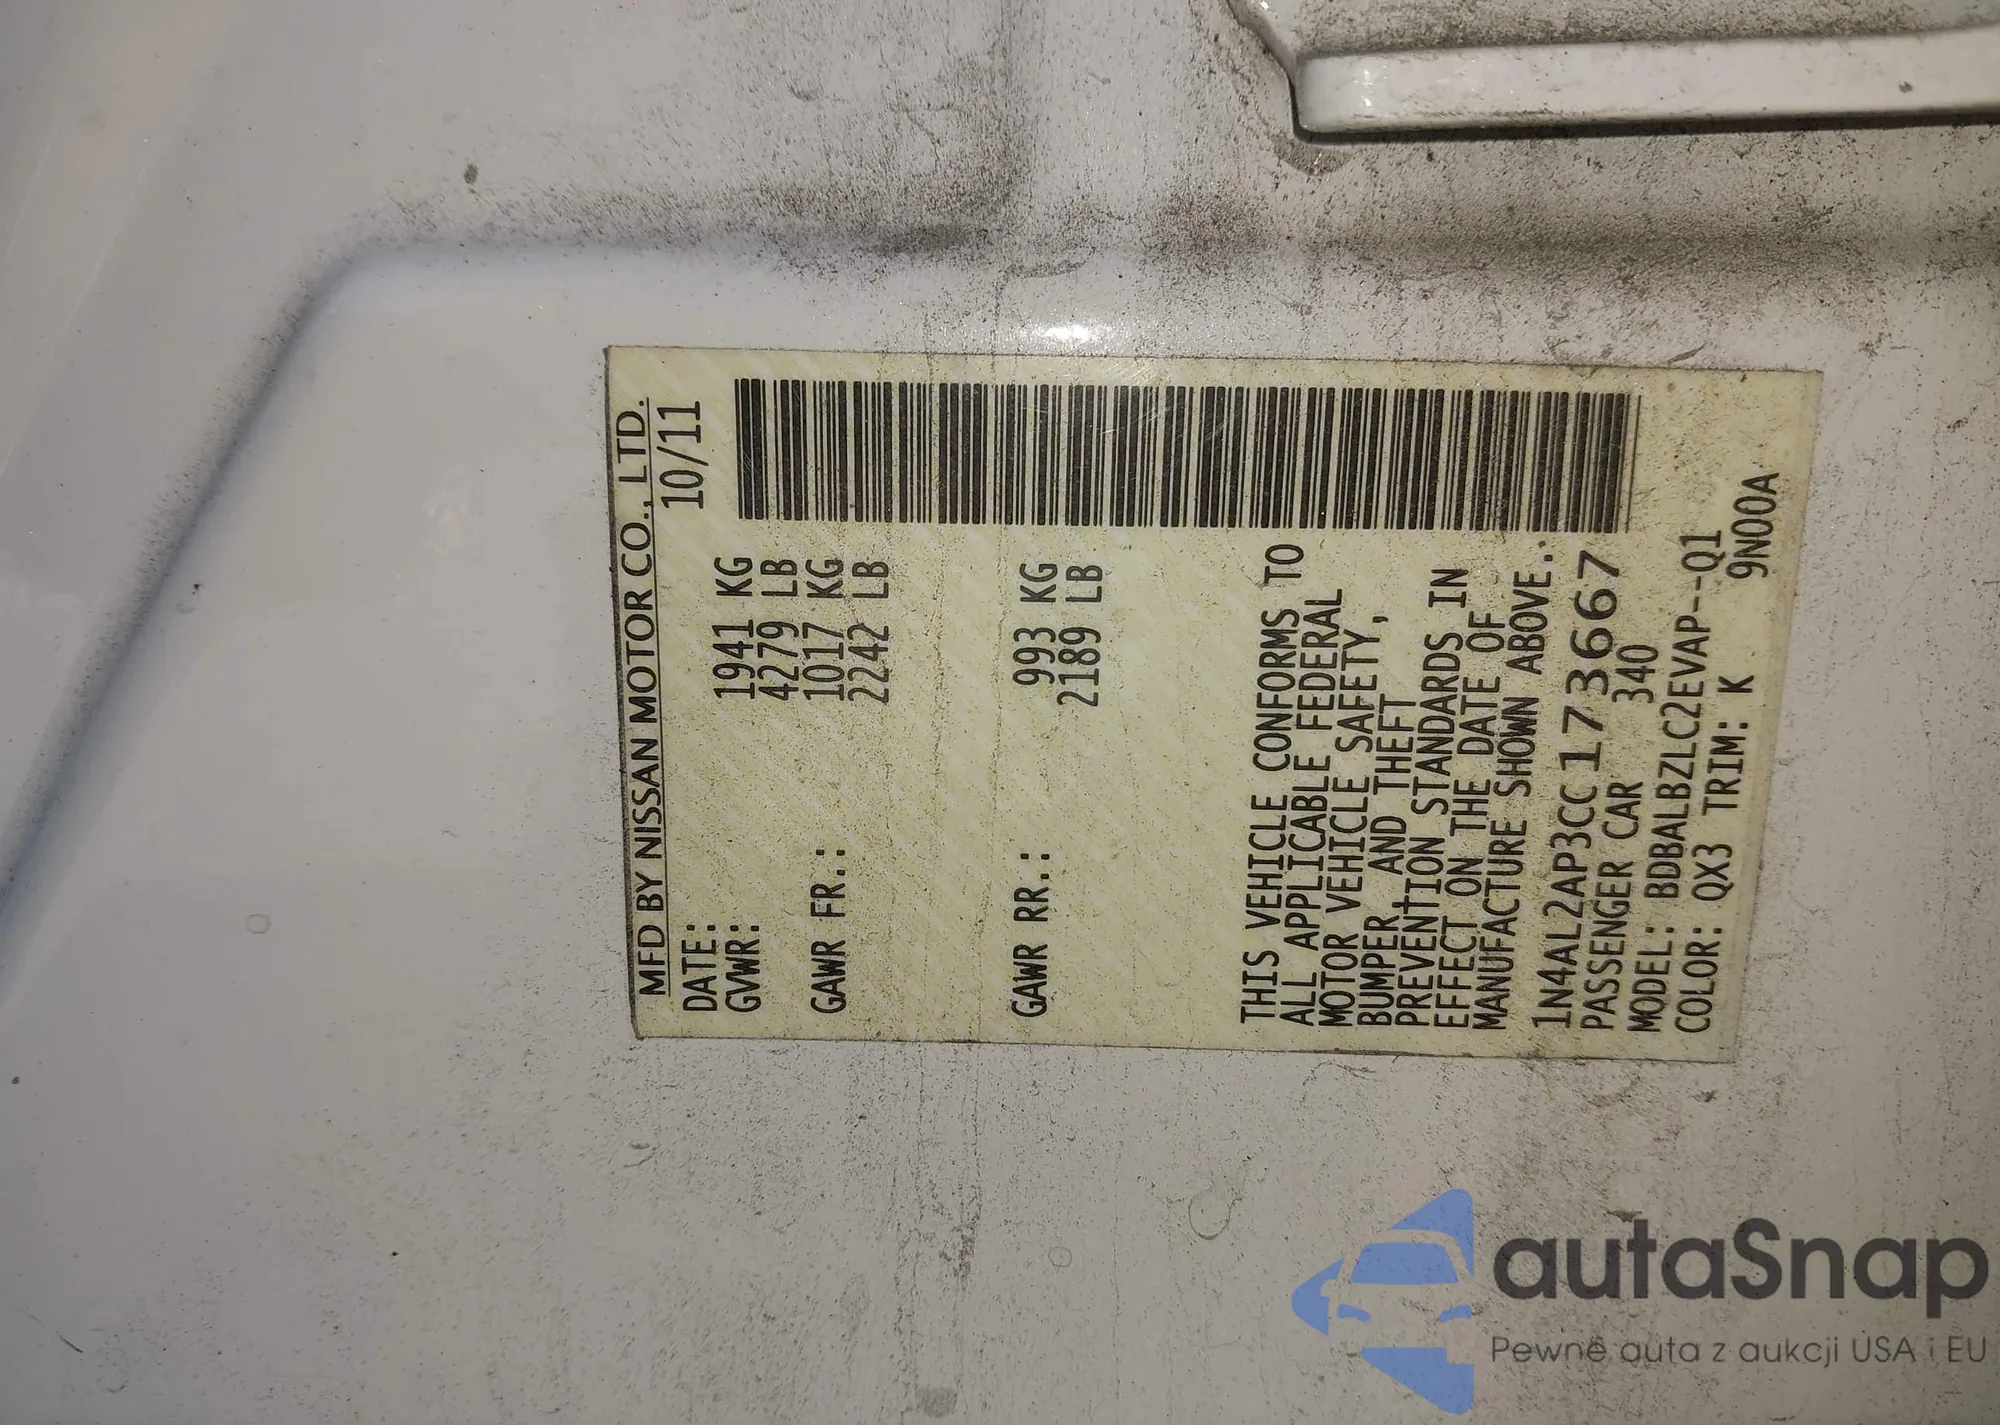 MFD BY NISSAN MOTOR CO., LTD.
DATE: 10/11
GVWR: 1941 KG
4279 LB
GAWR FR.: 1017 KG
2242 LB
GAWR RR.: 993 KG
2189 LB
THIS VEHICLE CONFORMS TO
ALL APPLICABLE FEDERAL
MOTOR VEHICLE SAFETY,
BUMPER, AND THEFT
PREVENTION STANDARDS IN
EFFECT ON THE DATE OF
MANUFACTURE SHOWN ABOVE.
1N4AL2AP3CC173667
PASSENGER CAR 340
MODEL: BDBALBZLC2EVAP--Q1
COLOR: QX3 TRIM: K 9N00A
autaSnap
Pewne auta z aukcji USA i EU